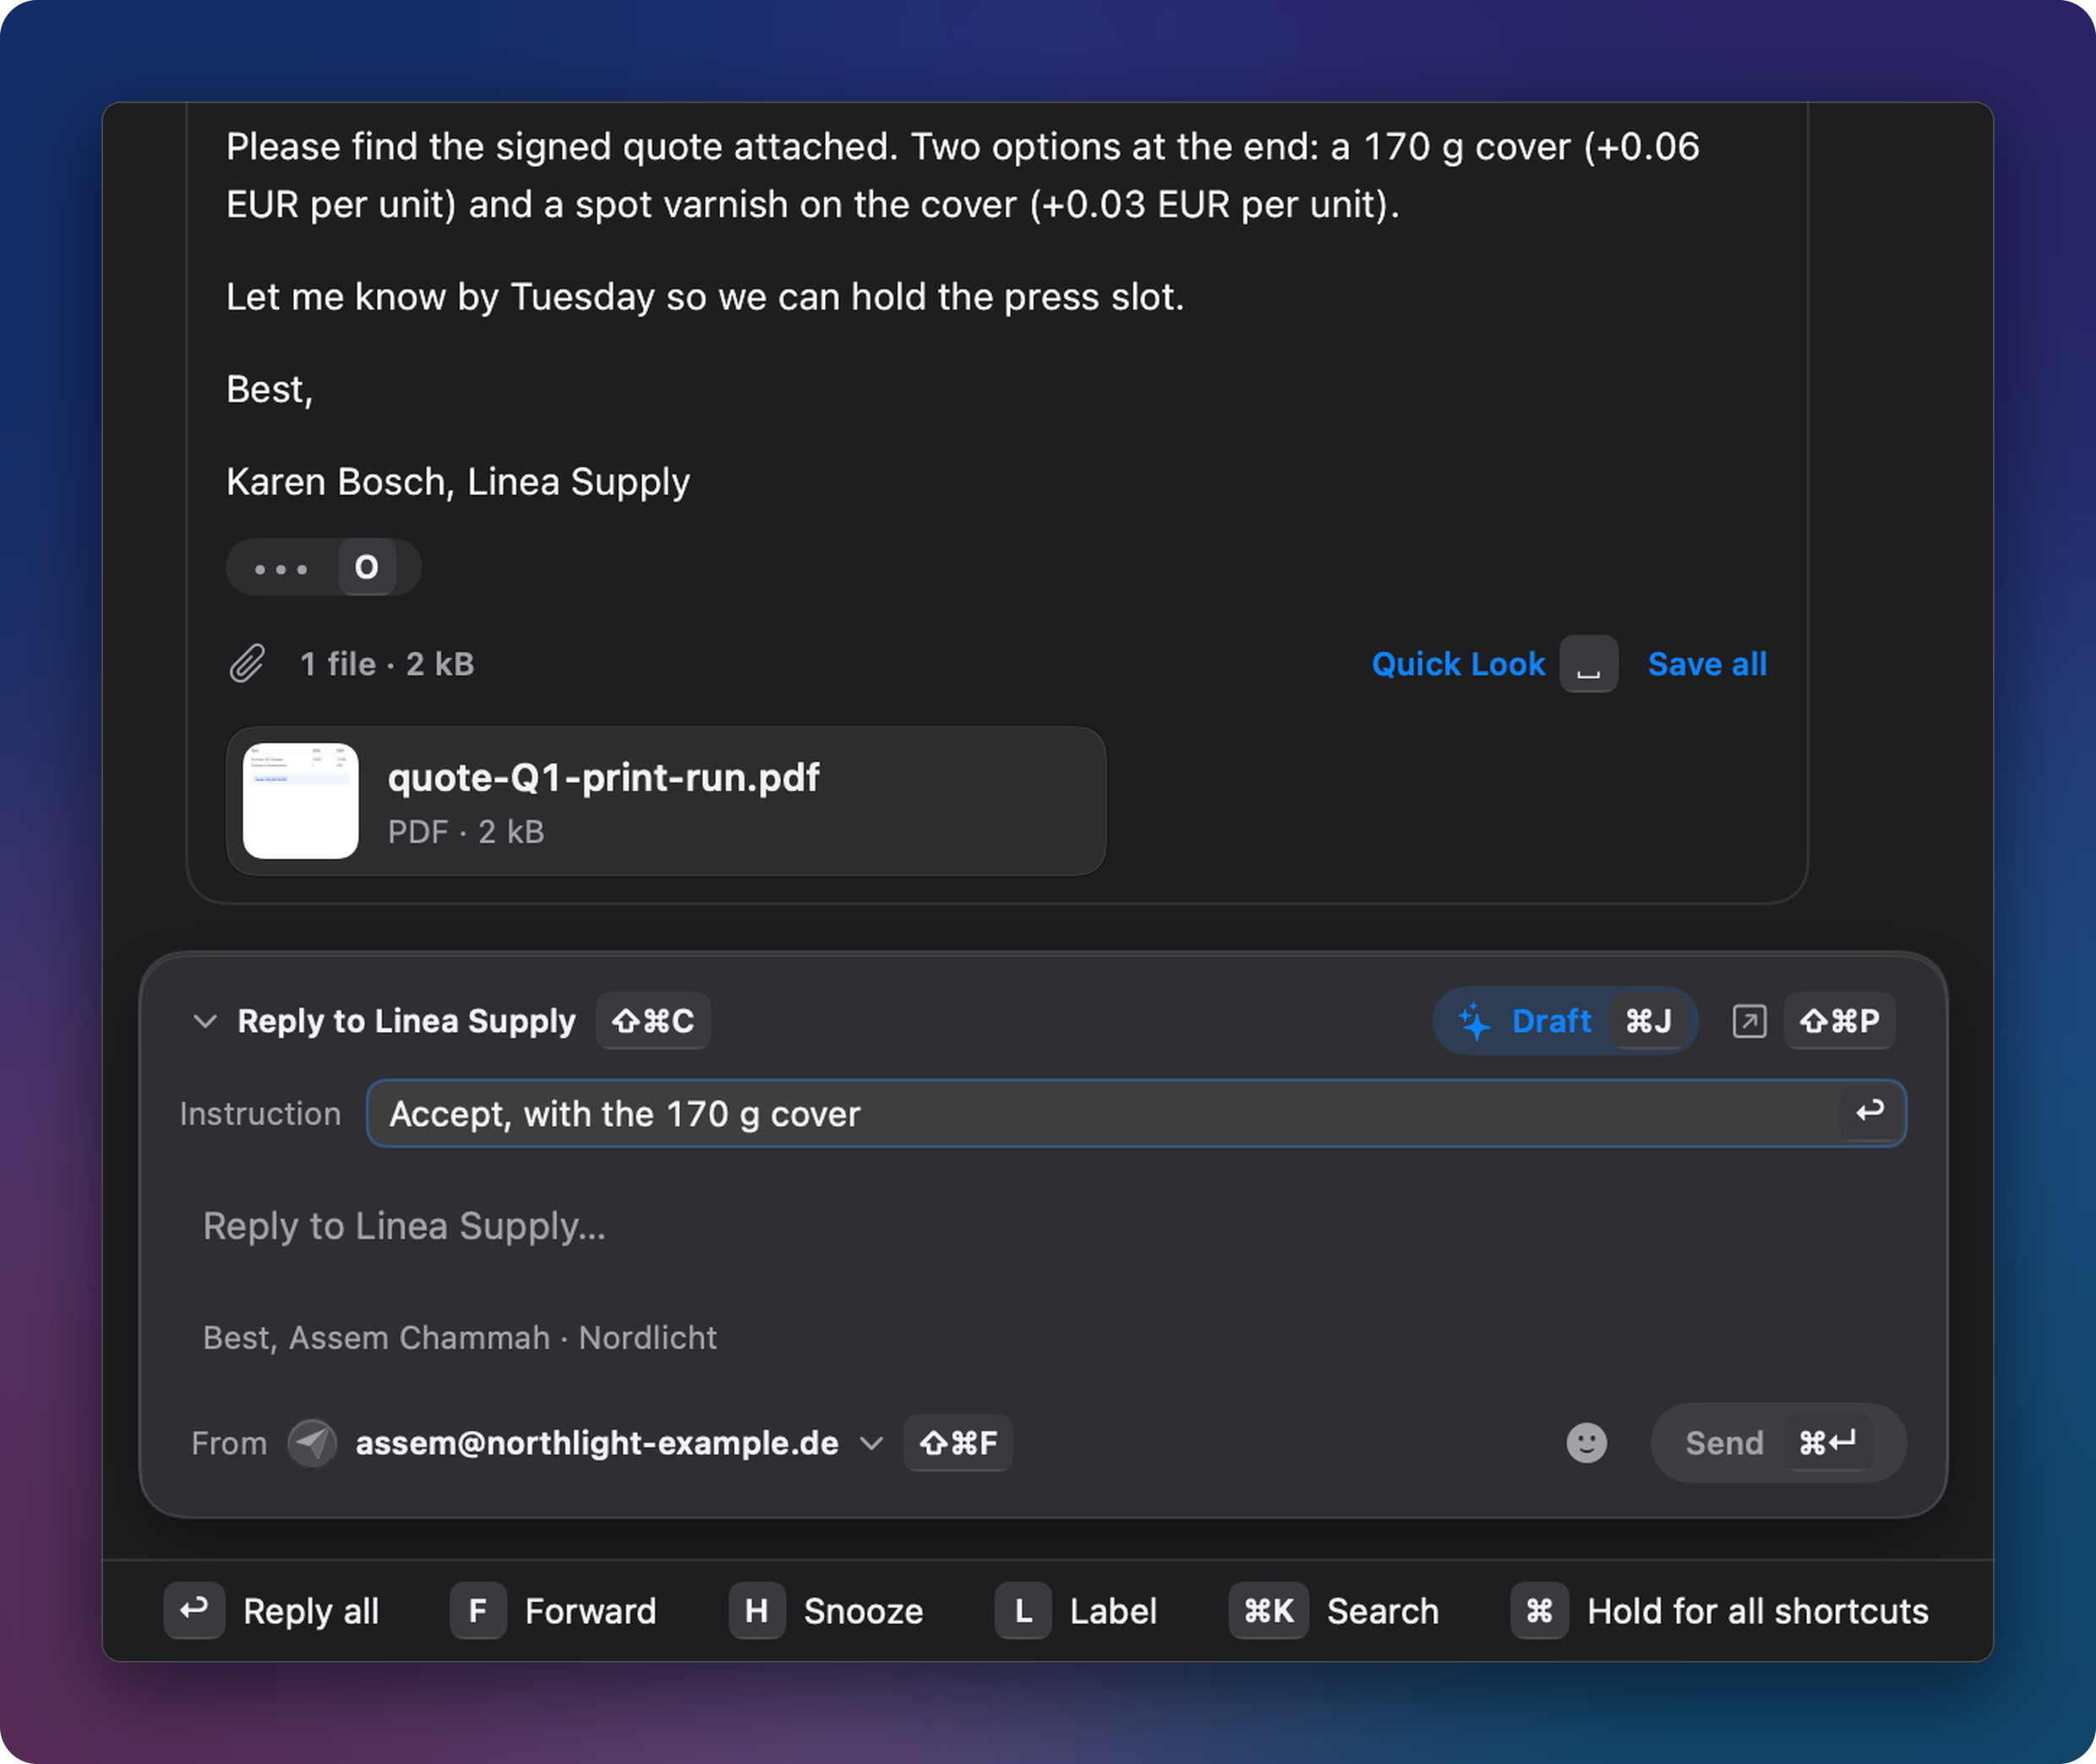 Please find the signed quote attached. Two options at the end: a 170 g cover (+0.06
EUR per unit) and a spot varnish on the cover (+0.03 EUR per unit).
Let me know by Tuesday so we can hold the press slot.
Best,
Karen Bosch, Linea Supply
••• O
1 file · 2 kB Quick Look ⎵ Save all
quote-Q1-print-run.pdf
PDF · 2 kB
Reply to Linea Supply ⇧⌘C Draft ⌘J ⇧⌘P
Instruction Accept, with the 170 g cover ↩
Reply to Linea Supply...
Best, Assem Chammah · Nordlicht
From assem@northlight-example.de ⇧⌘F Send ⌘↵
↩ Reply all F Forward H Snooze L Label ⌘K Search ⌘ Hold for all shortcuts